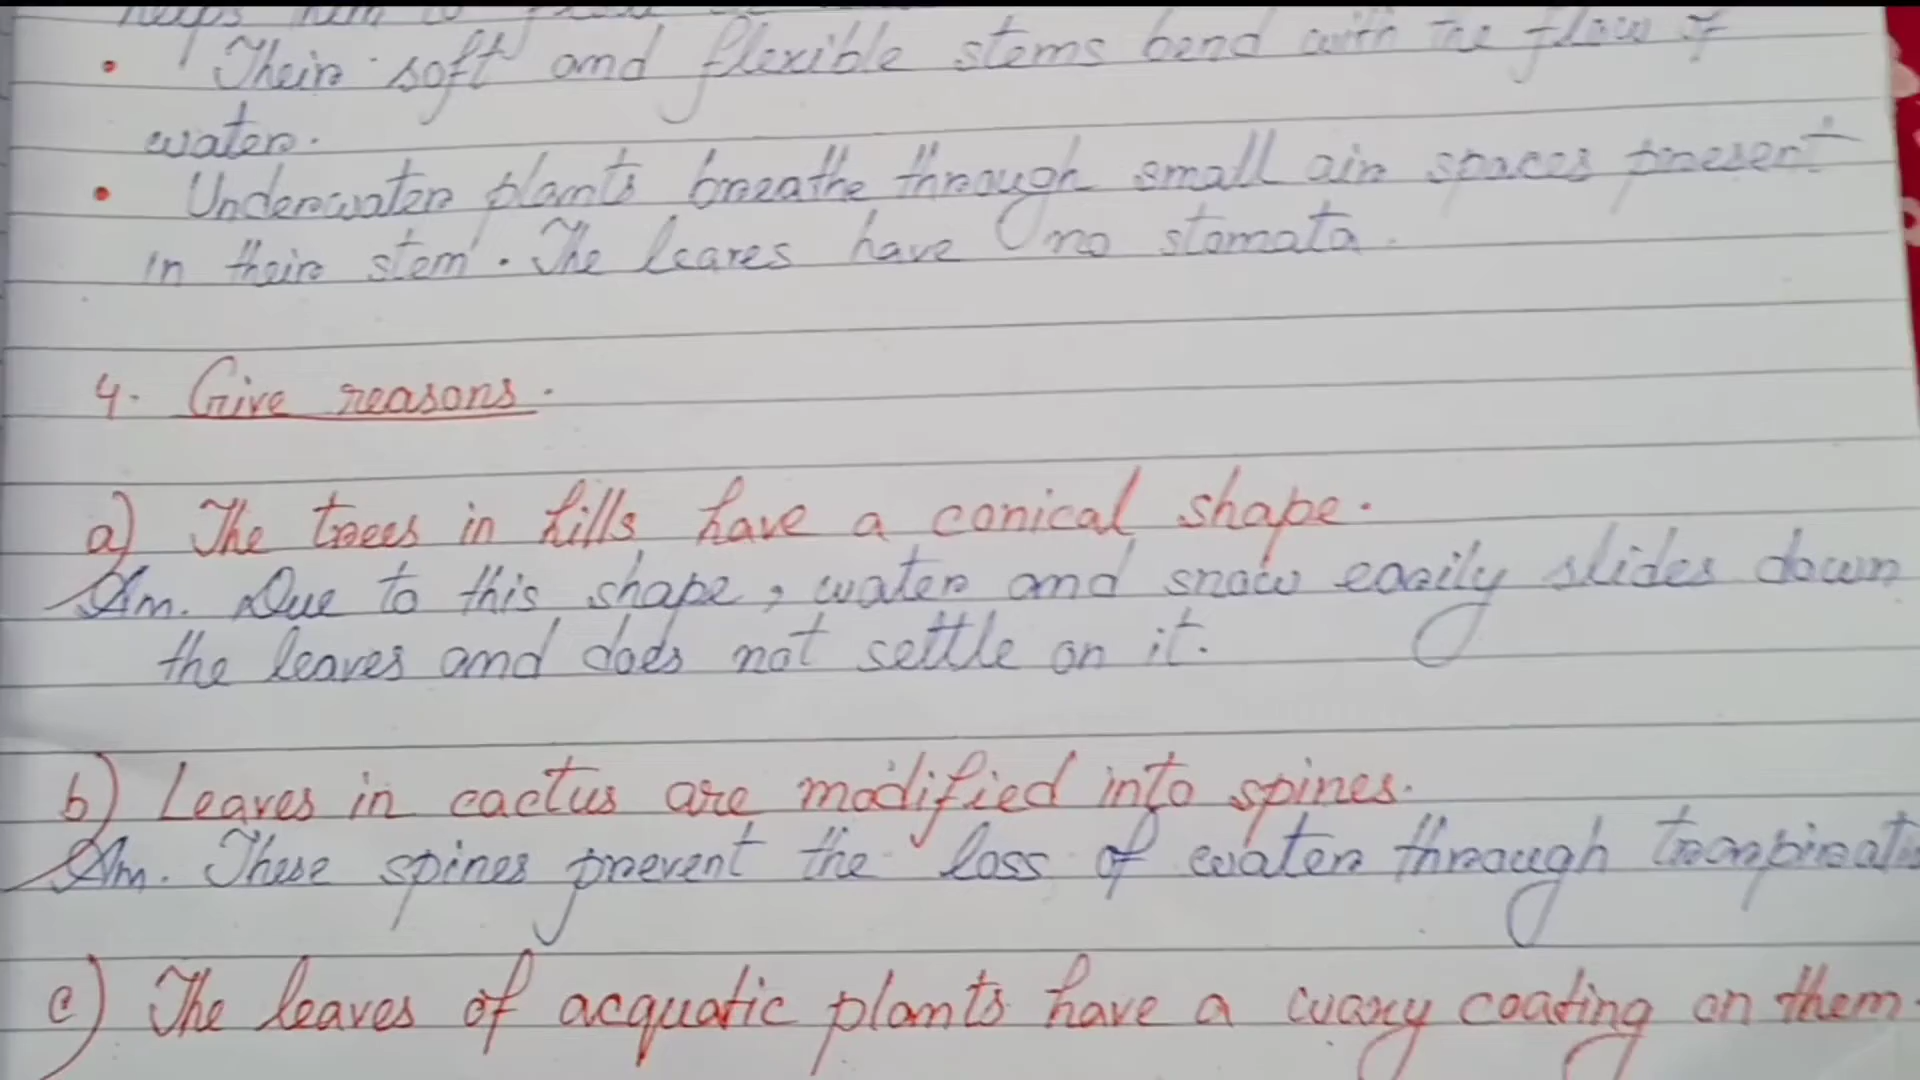 helps them to
• Their soft and flexible stems bend with the flow of
water.
• Underwater plants breathe through small air spaces present
in their stem. The leaves have no stomata.
4. Give reasons.
a) The trees in hills have a conical shape.
Ans. Due to this shape, water and snow easily slides down
the leaves and does not settle on it.
b) Leaves in cactus are modified into spines.
Ans. These spines prevent the loss of water through
c) The leaves of acquatic plants have a waxy coating on them.